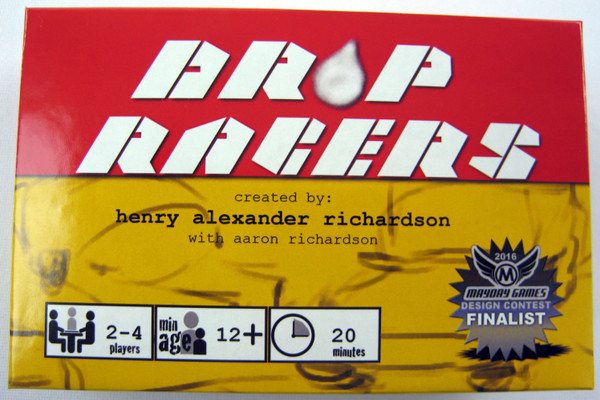 DROP
RACERS
created by:
henry alexander richardson
with aaron richardson
2016
M
MAYDAY GAMES
DESIGN CONTEST
FINALIST
2-4
players
min
age
12+
20
minutes